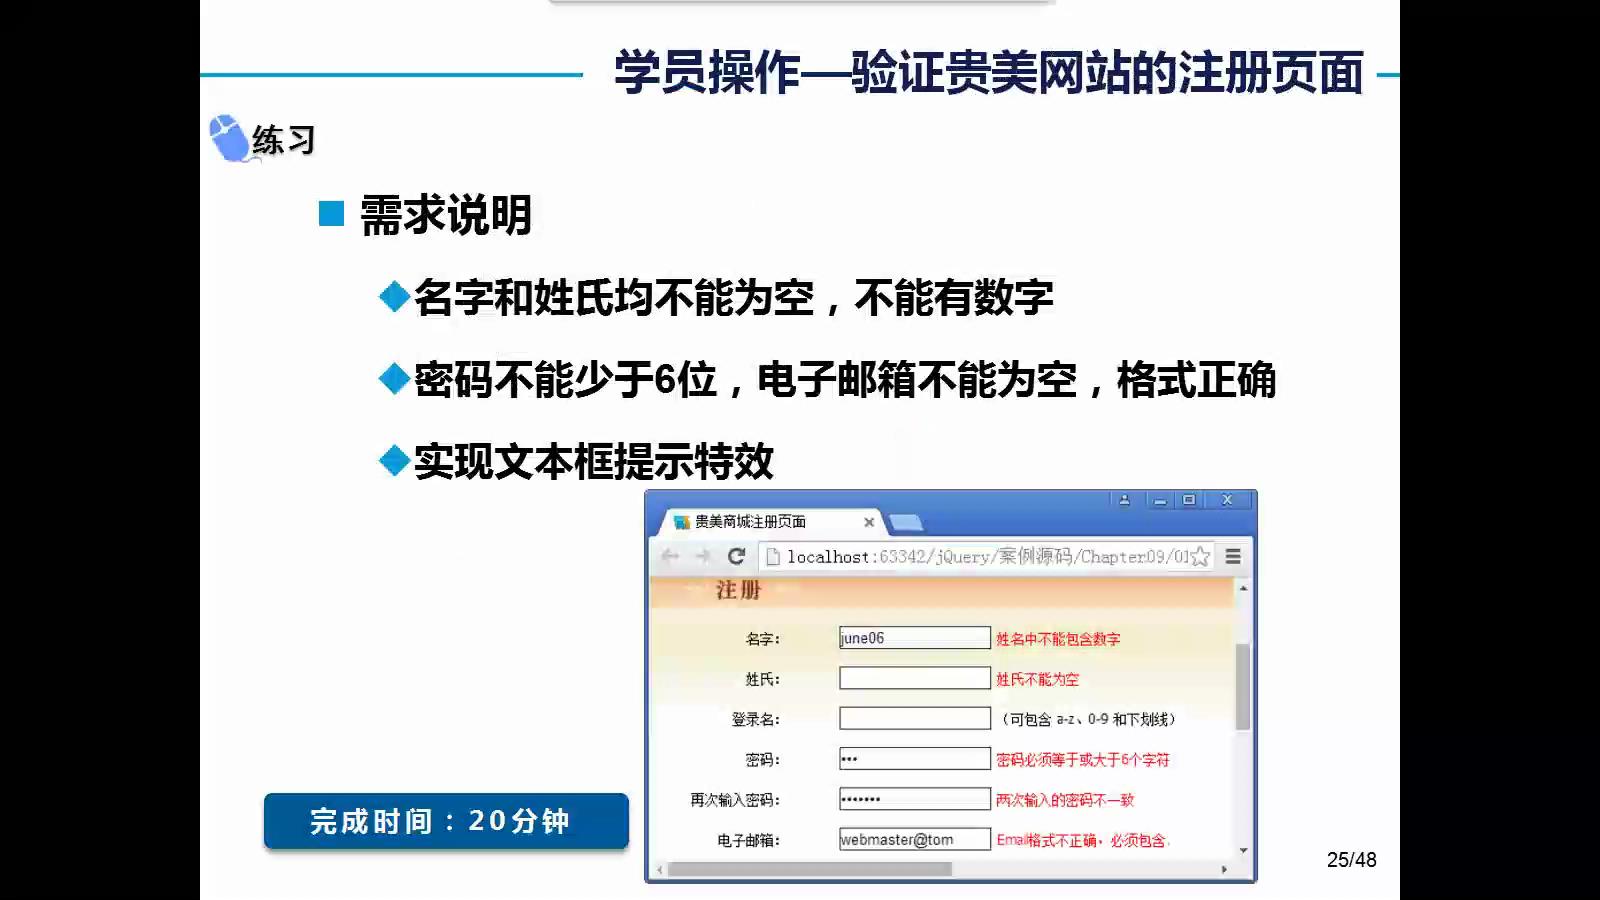 学员操作—验证贵美网站的注册页面
练习
需求说明
名字和姓氏均不能为空，不能有数字
密码不能少于6位，电子邮箱不能为空，格式正确
实现文本框提示特效
贵美商城注册页面
localhost:63342/jQuery/案例源码/Chapter09/01
注册
名字： june06 姓名中不能包含数字
姓氏： 姓氏不能为空
登录名： （可包含 a-z、0-9 和下划线）
密码： ••• 密码必须等于或大于6个字符
再次输入密码： ••••••• 两次输入的密码不一致
电子邮箱： webmaster@tom Email格式不正确，必须包含
完成时间：20分钟
25/48